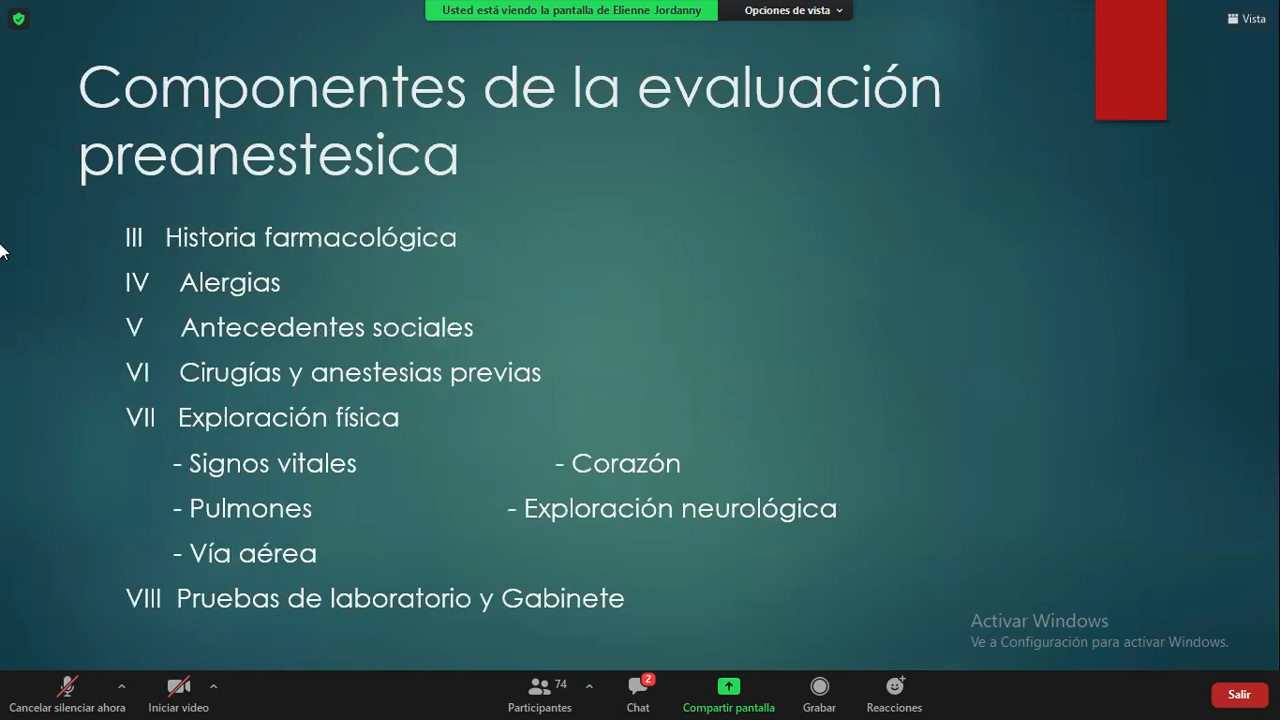 Usted está viendo la pantalla de Elienne Jordanny
Opciones de vista
Vista
Componentes de la evaluación
preanestesica
III Historia farmacológica
IV Alergias
V Antecedentes sociales
VI Cirugías y anestesias previas
VII Exploración física
- Signos vitales - Corazón
- Pulmones - Exploración neurológica
- Vía aérea
VIII Pruebas de laboratorio y Gabinete
Activar Windows
Ve a Configuración para activar Windows.
74
2
Cancelar silenciar ahora
Iniciar video
Participantes
Chat
Compartir pantalla
Grabar
Reacciones
Salir